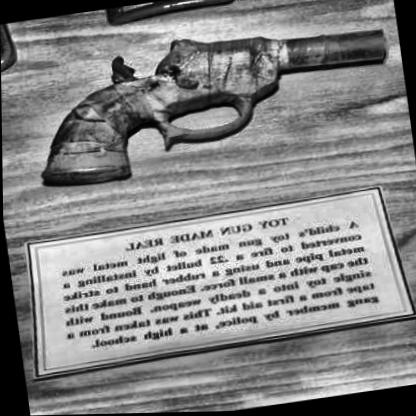 TOY GUN MADE REAL
A child's toy gun made of light metal was
converted to fire a .22 bullet by installing a
metal pipe and using a rubber band to strike
the cap with a small force. Enough to make this
single toy into a deadly weapon. Bound with
tape from a first aid kit. This was taken from a
gang member by police, at a high school.